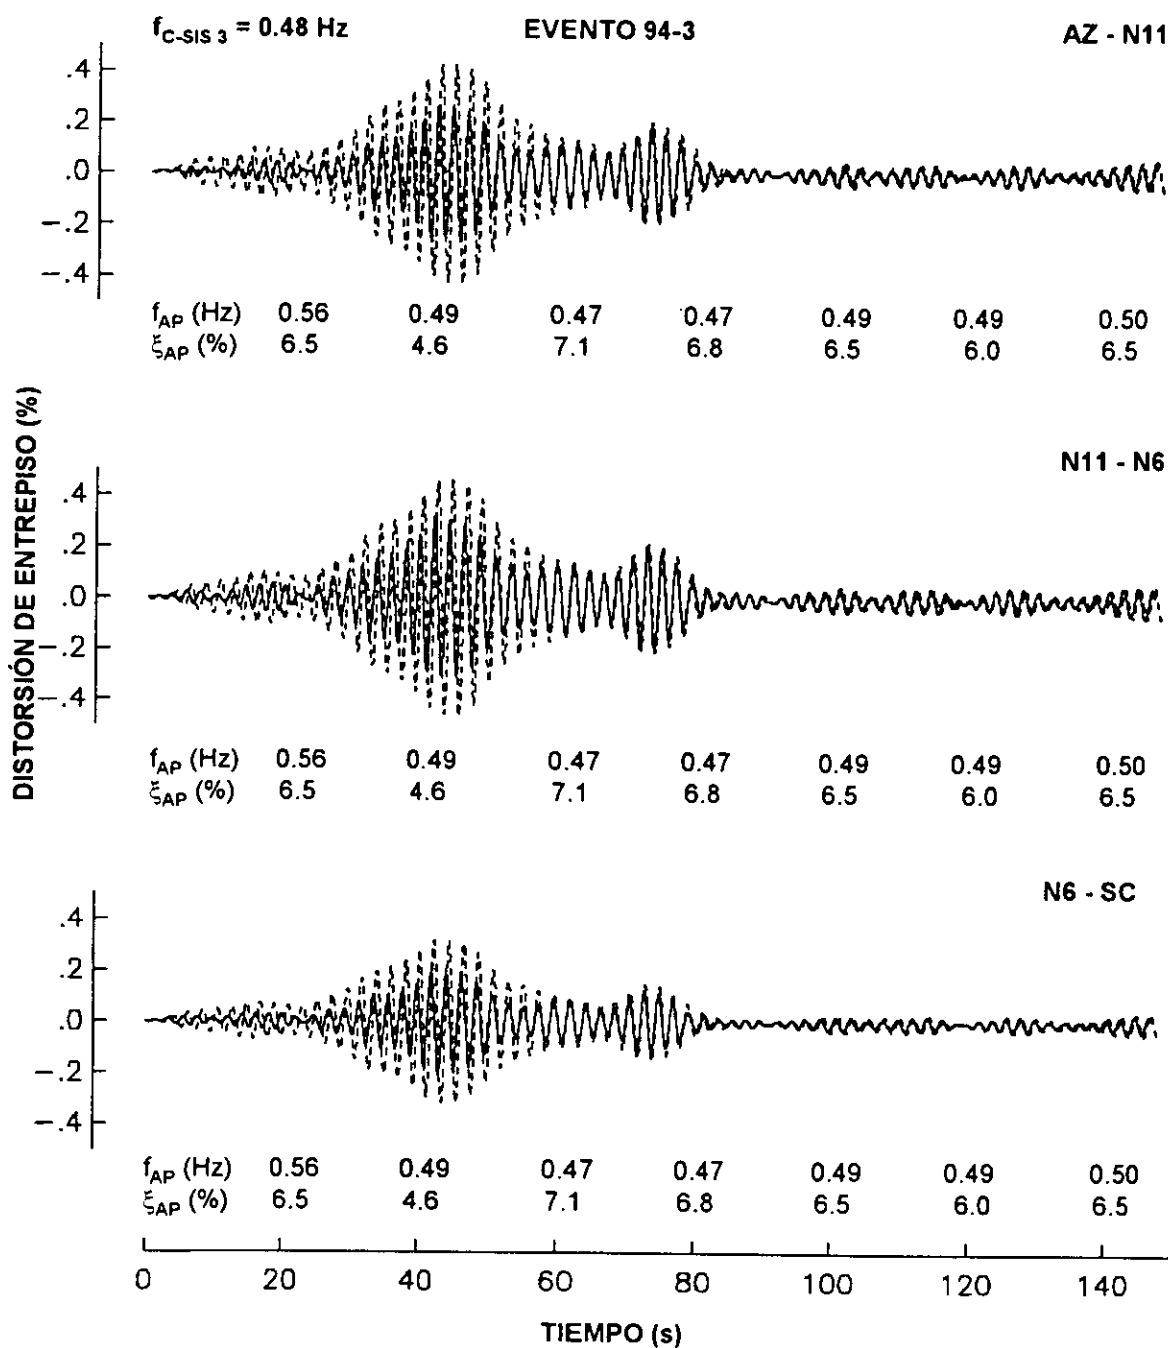 f_C-SIS 3 = 0.48 Hz EVENTO 94-3 AZ - N11
.4
.2
.0
-.2
-.4
f_AP (Hz) 0.56 0.49 0.47 0.47 0.49 0.49 0.50
ξ_AP (%) 6.5 4.6 7.1 6.8 6.5 6.0 6.5
DISTORSIÓN DE ENTREPISO (%)
N11 - N6
.4
.2
.0
-.2
-.4
f_AP (Hz) 0.56 0.49 0.47 0.47 0.49 0.49 0.50
ξ_AP (%) 6.5 4.6 7.1 6.8 6.5 6.0 6.5
N6 - SC
.4
.2
.0
-.2
-.4
f_AP (Hz) 0.56 0.49 0.47 0.47 0.49 0.49 0.50
ξ_AP (%) 6.5 4.6 7.1 6.8 6.5 6.0 6.5
0 20 40 60 80 100 120 140
TIEMPO (s)